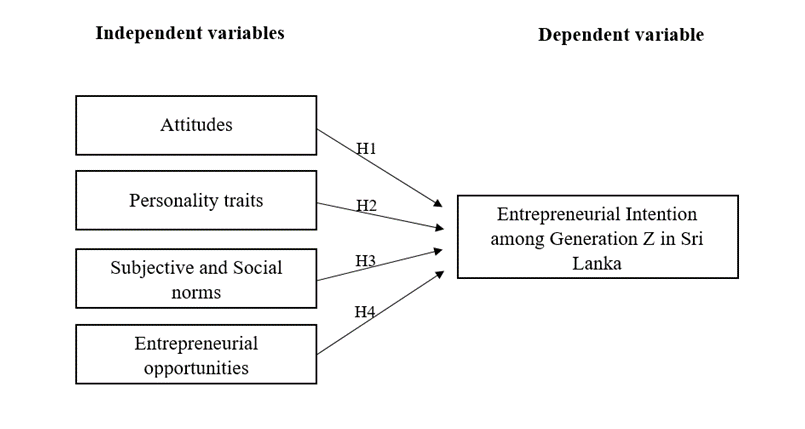 Independent variables
Dependent variable
Attitudes
H1
Personality traits
H2
Entrepreneurial Intention
among Generation Z in Sri
Lanka
Subjective and Social
norms
H3
H4
Entrepreneurial
opportunities